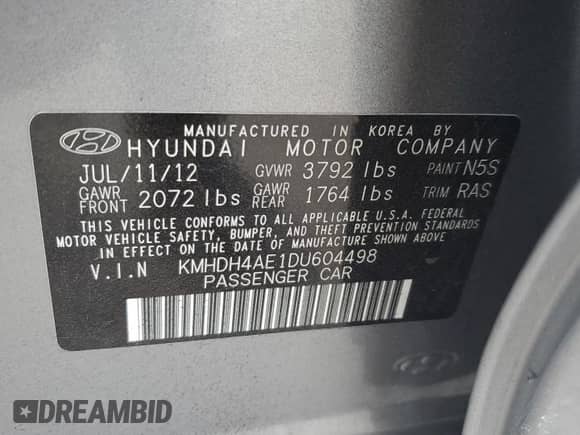 MANUFACTURED IN KOREA BY
HYUNDAI MOTOR COMPANY
JUL/11/12 GVWR 3792 lbs PAINT N5S
GAWR FRONT 2072 lbs GAWR REAR 1764 lbs TRIM RAS
THIS VEHICLE CONFORMS TO ALL APPLICABLE U.S.A. FEDERAL
MOTOR VEHICLE SAFETY, BUMPER, AND THEFT PREVENTION STANDARDS
IN EFFECT ON THE DATE OF MANUFACTURE SHOWN ABOVE
V.I.N KMHDH4AE1DU604498
PASSENGER CAR
DREAMBID